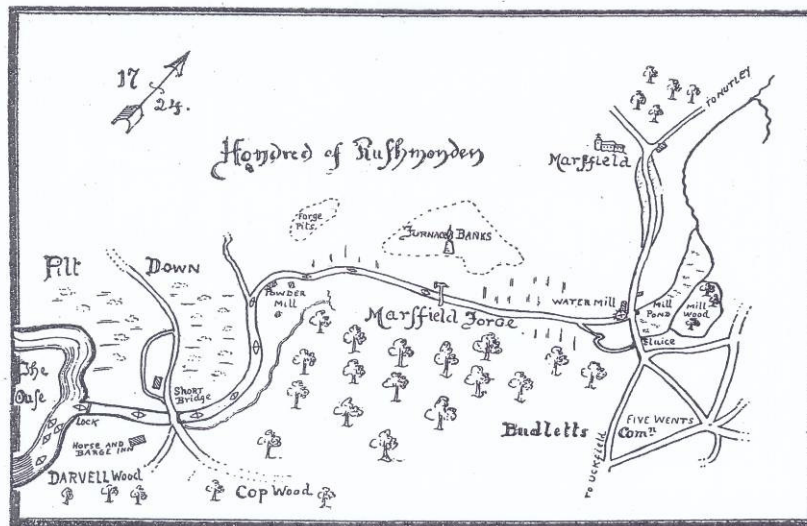 17
24.
TO NUTLEY
Hondred of Rushmonden
Marsfield
Forge
Pits.
FURNACE BANKS
Pilt Down
POWDER
MILL
WATER MILL
Mill
POND
Mill
Wood
Marsfield Forge
Sluice
The
Ouse
SHORT
BRIDGE
LOCK
FIVE WENTS
Budletts Comn
HORSE AND
BARGE INN
DARVELL Wood
Cop Wood
TO UCKFIELD